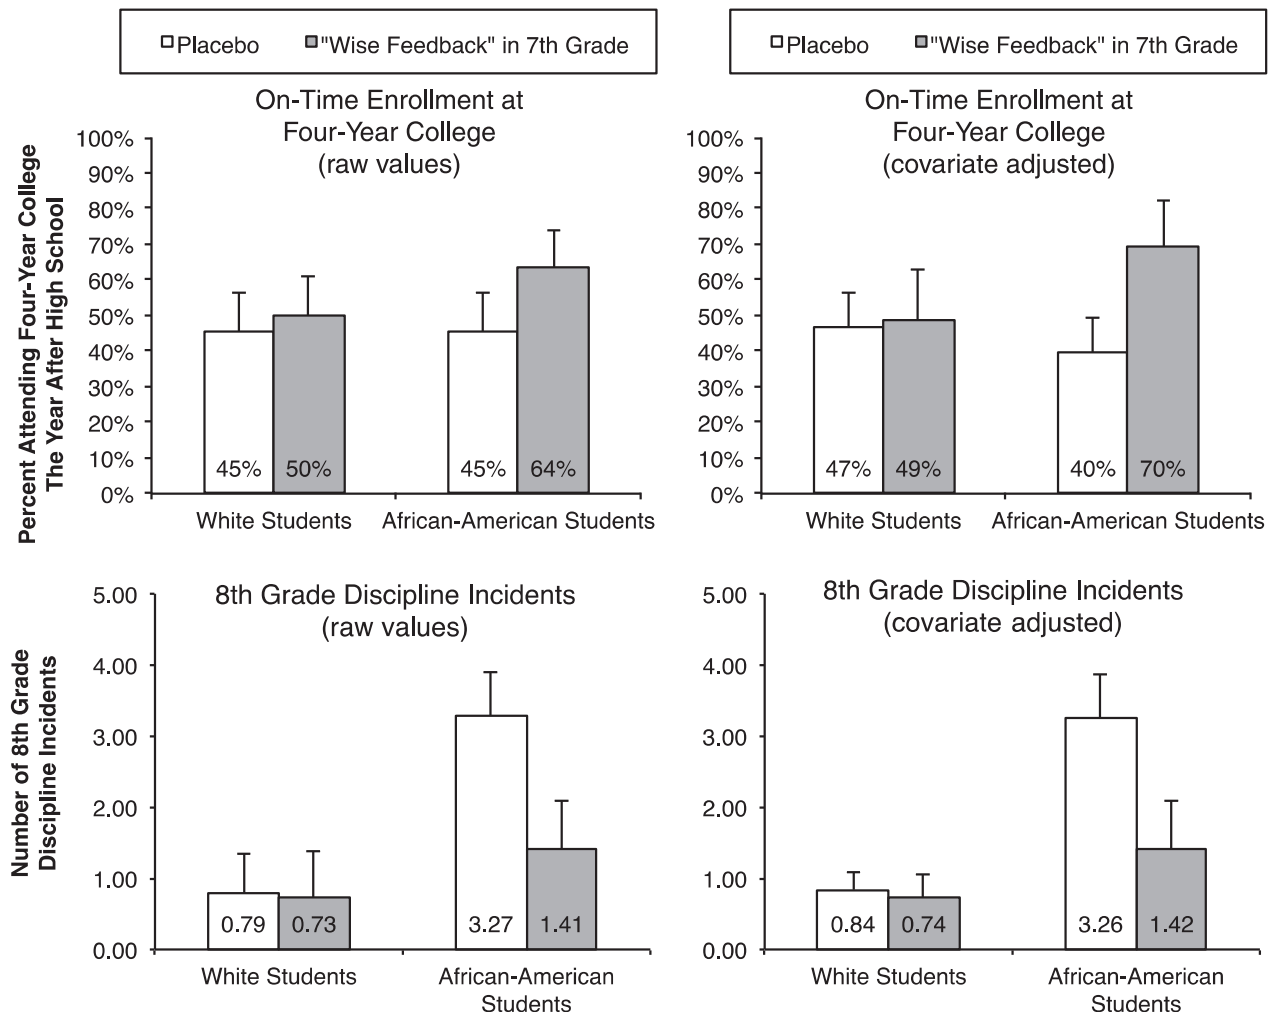 Placebo "Wise Feedback" in 7th Grade
On-Time Enrollment at
Four-Year College
(raw values)
Percent Attending Four-Year College
The Year After High School
100%
90%
80%
70%
60%
50%
40%
30%
20%
10%
0%
45% 50% 45% 64%
White Students African-American Students
Placebo "Wise Feedback" in 7th Grade
On-Time Enrollment at
Four-Year College
(covariate adjusted)
100%
90%
80%
70%
60%
50%
40%
30%
20%
10%
0%
47% 49% 40% 70%
White Students African-American Students
8th Grade Discipline Incidents
(raw values)
Number of 8th Grade
Discipline Incidents
5.00
4.00
3.00
2.00
1.00
0.00
0.79 0.73 3.27 1.41
White Students African-American
Students
8th Grade Discipline Incidents
(covariate adjusted)
5.00
4.00
3.00
2.00
1.00
0.00
0.84 0.74 3.26 1.42
White Students African-American
Students